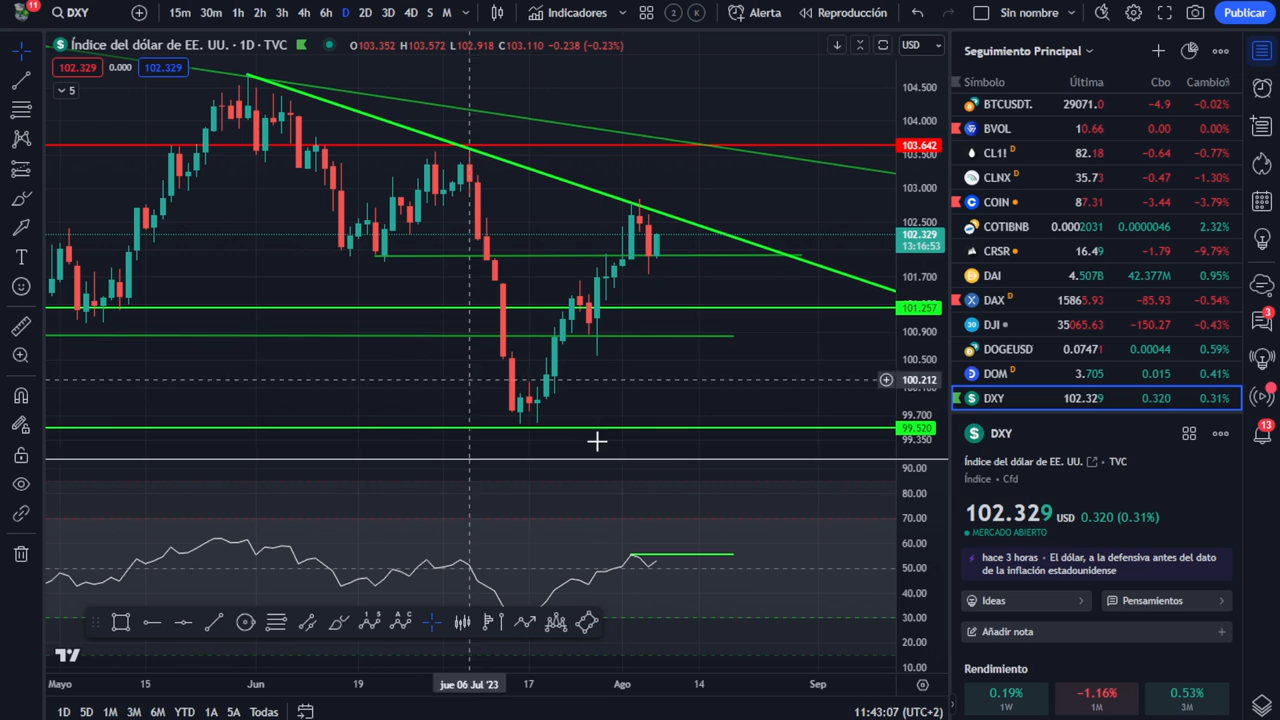 11 DXY 15m 30m 1h 2h 3h 4h 6h D 2D 3D 4D S M Indicadores 2 K Alerta Reproducción Sin nombre Publicar
Índice del dólar de EE. UU. · 1D · TVC O103.352 H103.572 L102.918 C103.110 -0.238 (-0.23%) USD
102.329 0.000 102.329
5
104.500
104.000
103.642
103.500
103.000
102.500
102.329
13:16:53
101.700
101.257
100.900
100.500
100.212
99.700
99.520
99.350
90.00
80.00
70.00
60.00
50.00
40.00
30.00
20.00
10.00
Mayo 15 Jun 19 jue 06 Jul '23 17 Ago 14 Sep
1D 5D 1M 3M 6M YTD 1A 5A Todas 11:43:07 (UTC+2)
Seguimiento Principal
Símbolo Última Cbo Cambio%
BTCUSDT. 29071.0 -4.9 -0.02%
BVOL 10.66 0.00 0.00%
CL1! D 82.18 -0.64 -0.77%
CLNX D 35.73 -0.47 -1.30%
COIN 87.31 -3.44 -3.79%
COTIBNB 0.0002031 0.0000046 2.32%
CRSR 16.49 -1.79 -9.79%
DAI 4.507B 42.377M 0.95%
DAX D 15865.93 -85.93 -0.54%
DJI 35065.63 -150.27 -0.43%
DOGEUSD 0.07471 0.00044 0.59%
DOM D 3.705 0.015 0.41%
DXY 102.329 0.320 0.31%
DXY
Índice del dólar de EE. UU. · TVC
Índice · Cfd
102.329 USD 0.320 (0.31%)
MERCADO ABIERTO
hace 3 horas · El dólar, a la defensiva antes del dato
de la inflación estadounidense
Ideas Pensamientos
Añadir nota
Rendimiento
0.19% -1.16% 0.53%
1W 1M 3M
3
13